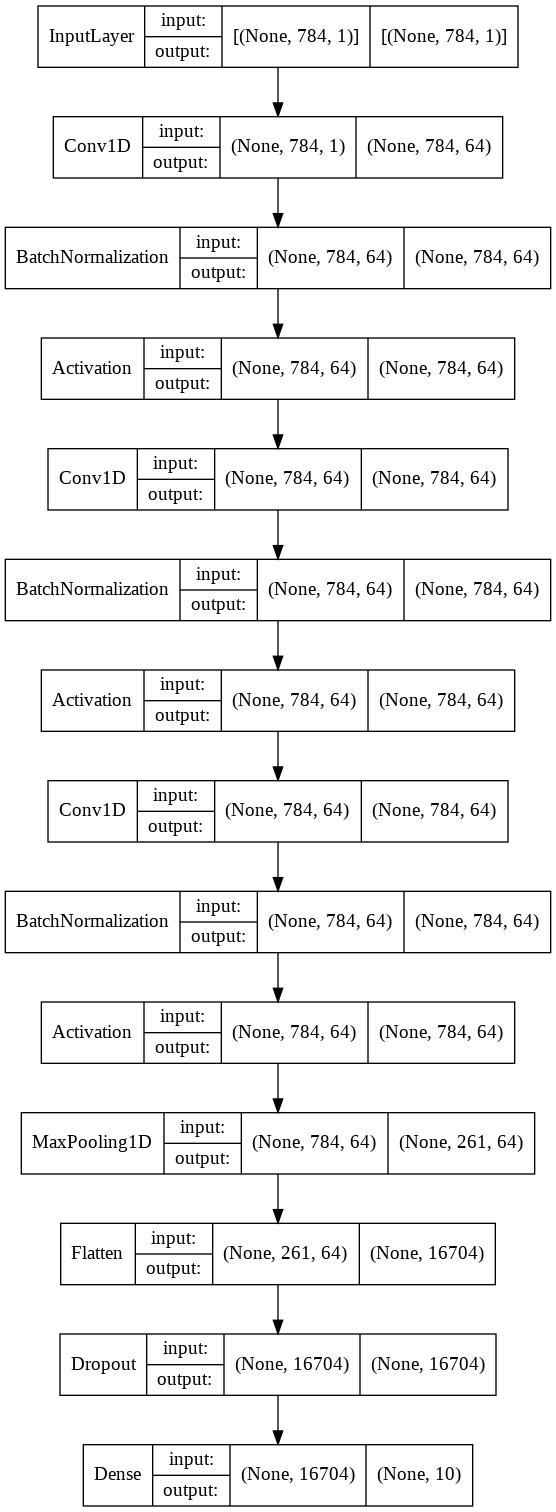 InputLayer input: output: [(None, 784, 1)] [(None, 784, 1)]
Conv1D input: output: (None, 784, 1) (None, 784, 64)
BatchNormalization input: output: (None, 784, 64) (None, 784, 64)
Activation input: output: (None, 784, 64) (None, 784, 64)
Conv1D input: output: (None, 784, 64) (None, 784, 64)
BatchNormalization input: output: (None, 784, 64) (None, 784, 64)
Activation input: output: (None, 784, 64) (None, 784, 64)
Conv1D input: output: (None, 784, 64) (None, 784, 64)
BatchNormalization input: output: (None, 784, 64) (None, 784, 64)
Activation input: output: (None, 784, 64) (None, 784, 64)
MaxPooling1D input: output: (None, 784, 64) (None, 261, 64)
Flatten input: output: (None, 261, 64) (None, 16704)
Dropout input: output: (None, 16704) (None, 16704)
Dense input: output: (None, 16704) (None, 10)